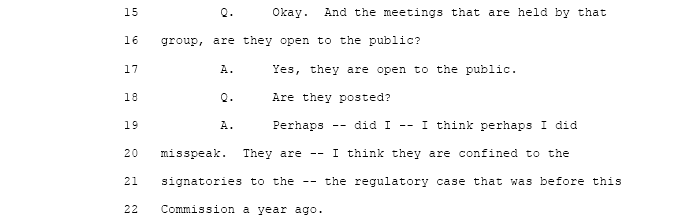 15 Q. Okay. And the meetings that are held by that
16 group, are they open to the public?
17 A. Yes, they are open to the public.
18 Q. Are they posted?
19 A. Perhaps -- did I -- I think perhaps I did
20 misspeak. They are -- I think they are confined to the
21 signatories to the -- the regulatory case that was before this
22 Commission a year ago.